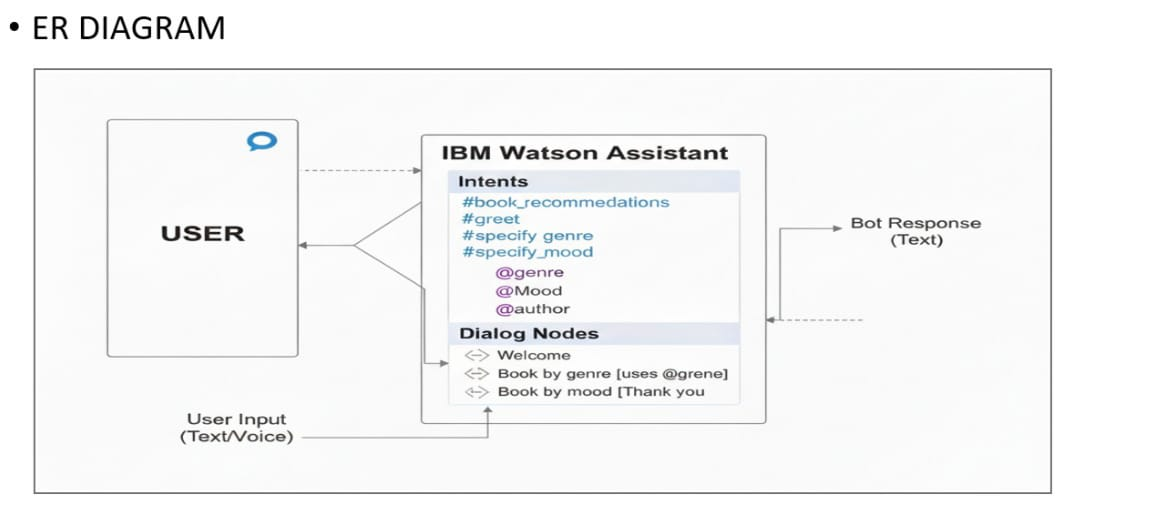 • ER DIAGRAM
USER
IBM Watson Assistant
Intents
#book_recommedations
#greet
#specify genre
#specify_mood
@genre
@Mood
@author
Dialog Nodes
Welcome
Book by genre [uses @grene]
Book by mood [Thank you
Bot Response
(Text)
User Input
(Text/Voice)